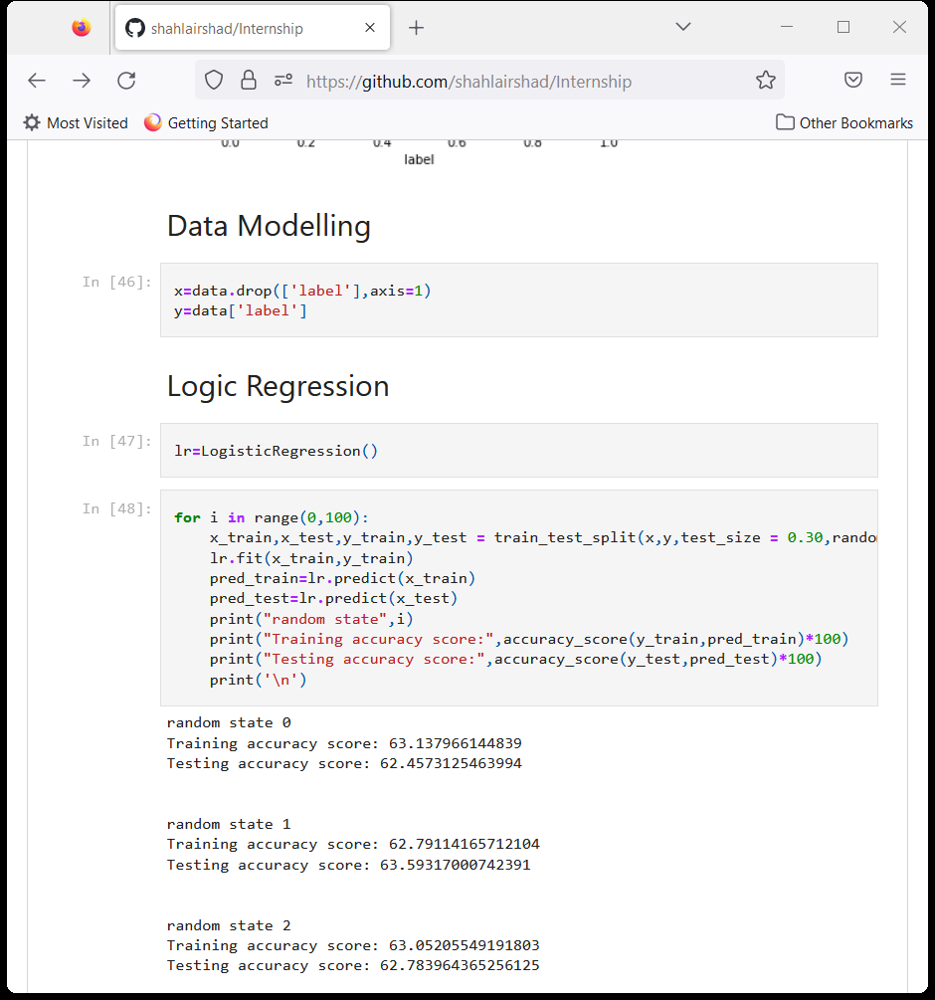 shahlairshad/Internship
https://github.com/shahlairshad/Internship
Most Visited
Getting Started
Other Bookmarks
0.0 0.2 0.4 0.6 0.8 1.0
label
Data Modelling
In [46]:
x=data.drop(['label'],axis=1)
y=data['label']
Logic Regression
In [47]:
lr=LogisticRegression()
In [48]:
for i in range(0,100):
    x_train,x_test,y_train,y_test = train_test_split(x,y,test_size = 0.30,rando
    lr.fit(x_train,y_train)
    pred_train=lr.predict(x_train)
    pred_test=lr.predict(x_test)
    print("random state",i)
    print("Training accuracy score:",accuracy_score(y_train,pred_train)*100)
    print("Testing accuracy score:",accuracy_score(y_test,pred_test)*100)
    print('\n')
random state 0
Training accuracy score: 63.137966144839
Testing accuracy score: 62.4573125463994
random state 1
Training accuracy score: 62.79114165712104
Testing accuracy score: 63.59317000742391
random state 2
Training accuracy score: 63.05205549191803
Testing accuracy score: 62.783964365256125